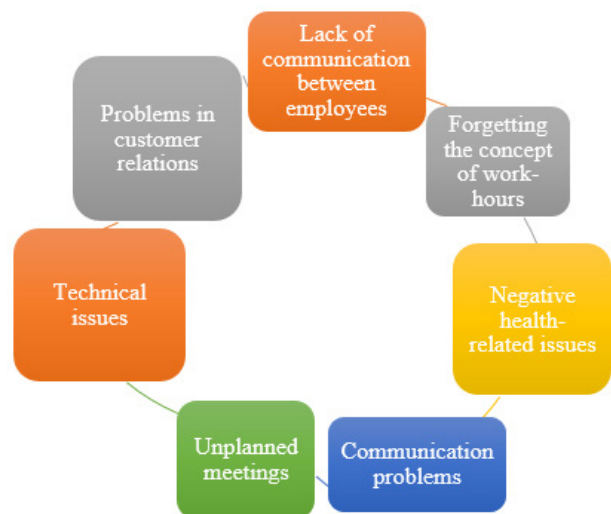 Lack of
communication
between
employees
Forgetting
the concept
of work-
hours
Negative
health-
related issues
Communication
problems
Unplanned
meetings
Technical
issues
Problems in
customer
relations